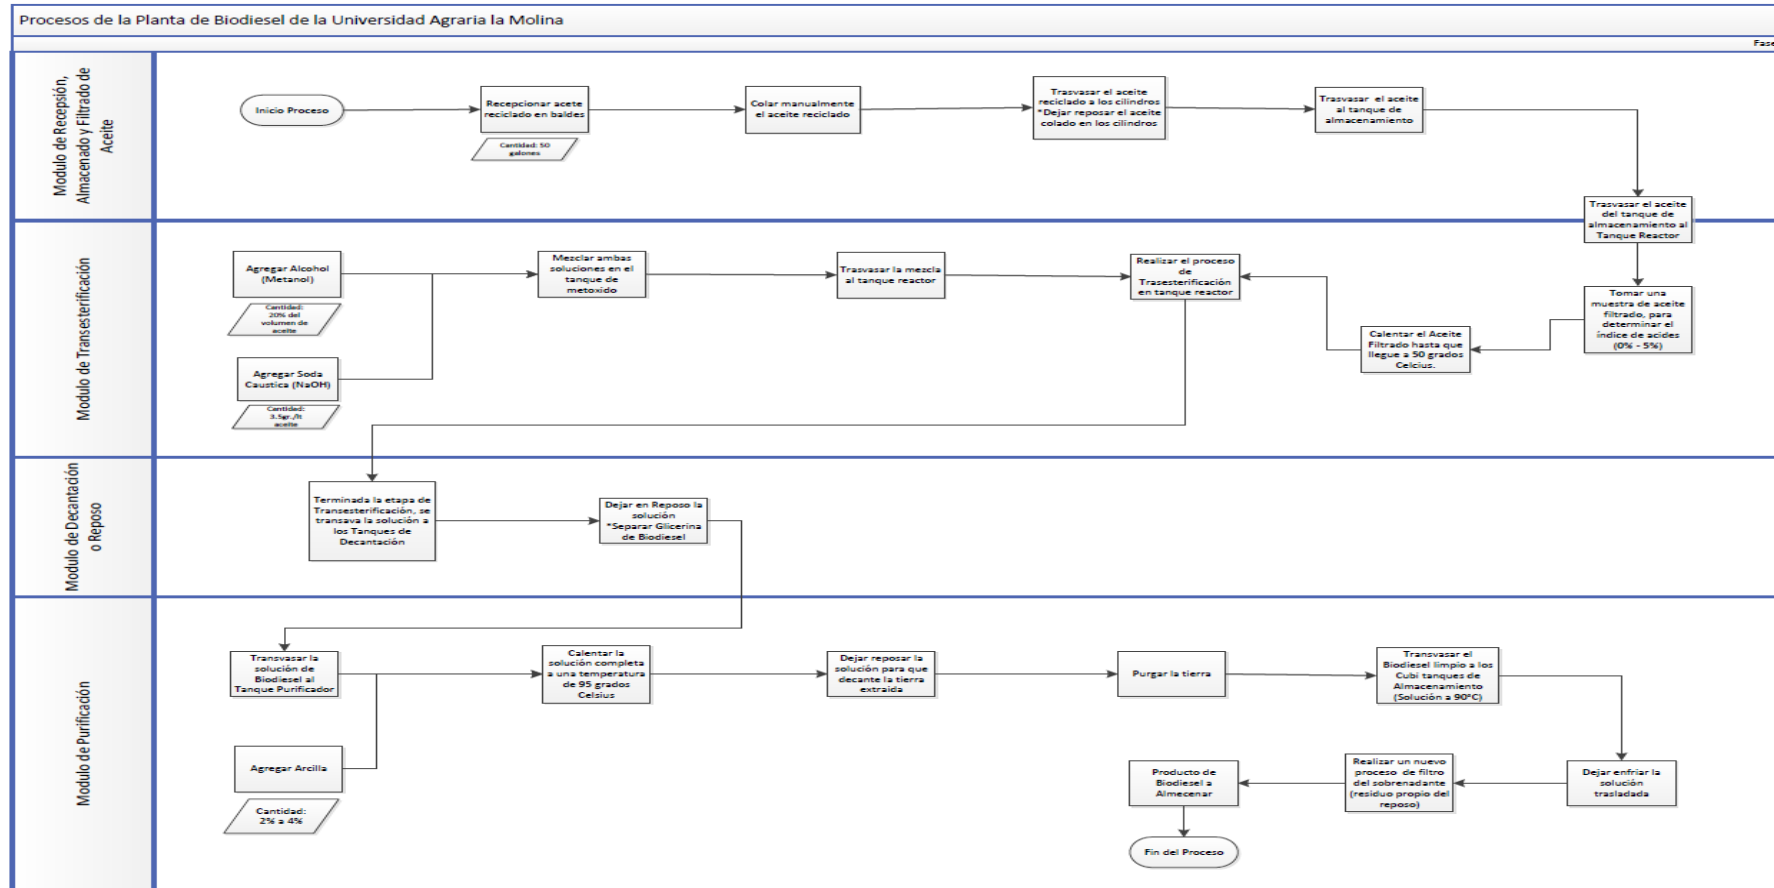 Procesos de la Planta de Biodiesel de la Universidad Agraria la Molina
Fase
Modulo de Recepsión,
Almacenado y Filtrado de
Aceite
Inicio Proceso
Recepcionar acete
reciclado en baldes
Cantidad: 50
galones
Colar manualmente
el aceite reciclado
Trasvasar el aceite
reciclado a los cilindros
*Dejar reposar el aceite
colado en los cilindros
Trasvasar el aceite
al tanque de
almacenamiento
Trasvasar el aceite
del tanque de
almacenamiento al
Tanque Reactor
Modulo de Transesterificación
Agregar Alcohol
(Metanol)
Cantidad:
20% del
volumen de
aceite
Agregar Soda
Caustica (NaOH)
Cantidad:
3.5gr./lt
aceite
Mezclar ambas
soluciones en el
tanque de
metoxido
Trasvasar la mezcla
al tanque reactor
Realizar el proceso
de
Trasesterificación
en tanque reactor
Calentar el Aceite
Filtrado hasta que
llegue a 50 grados
Celcius.
Tomar una
muestra de aceite
filtrado, para
determinar el
índice de acides
(0% - 5%)
Modulo de Decantación
o Reposo
Terminada la etapa de
Transesterificación, se
transava la solución a
los Tanques de
Decantación
Dejar en Reposo la
solución
*Separar Glicerina
de Biodiesel
Modulo de Purificación
Transvasar la
solución de
Biodiesel al
Tanque Purificador
Agregar Arcilla
Cantidad:
2% a 4%
Calentar la
solución completa
a una temperatura
de 95 grados
Celsius
Dejar reposar la
solución para que
decante la tierra
extraida
Purgar la tierra
Transvasar el
Biodiesel limpio a los
Cubi tanques de
Almacenamiento
(Solución a 90°C)
Dejar enfriar la
solución
trasladada
Realizar un nuevo
proceso de filtro
del sobrenadante
(residuo propio del
reposo)
Producto de
Biodiesel a
Almecenar
Fin del Proceso